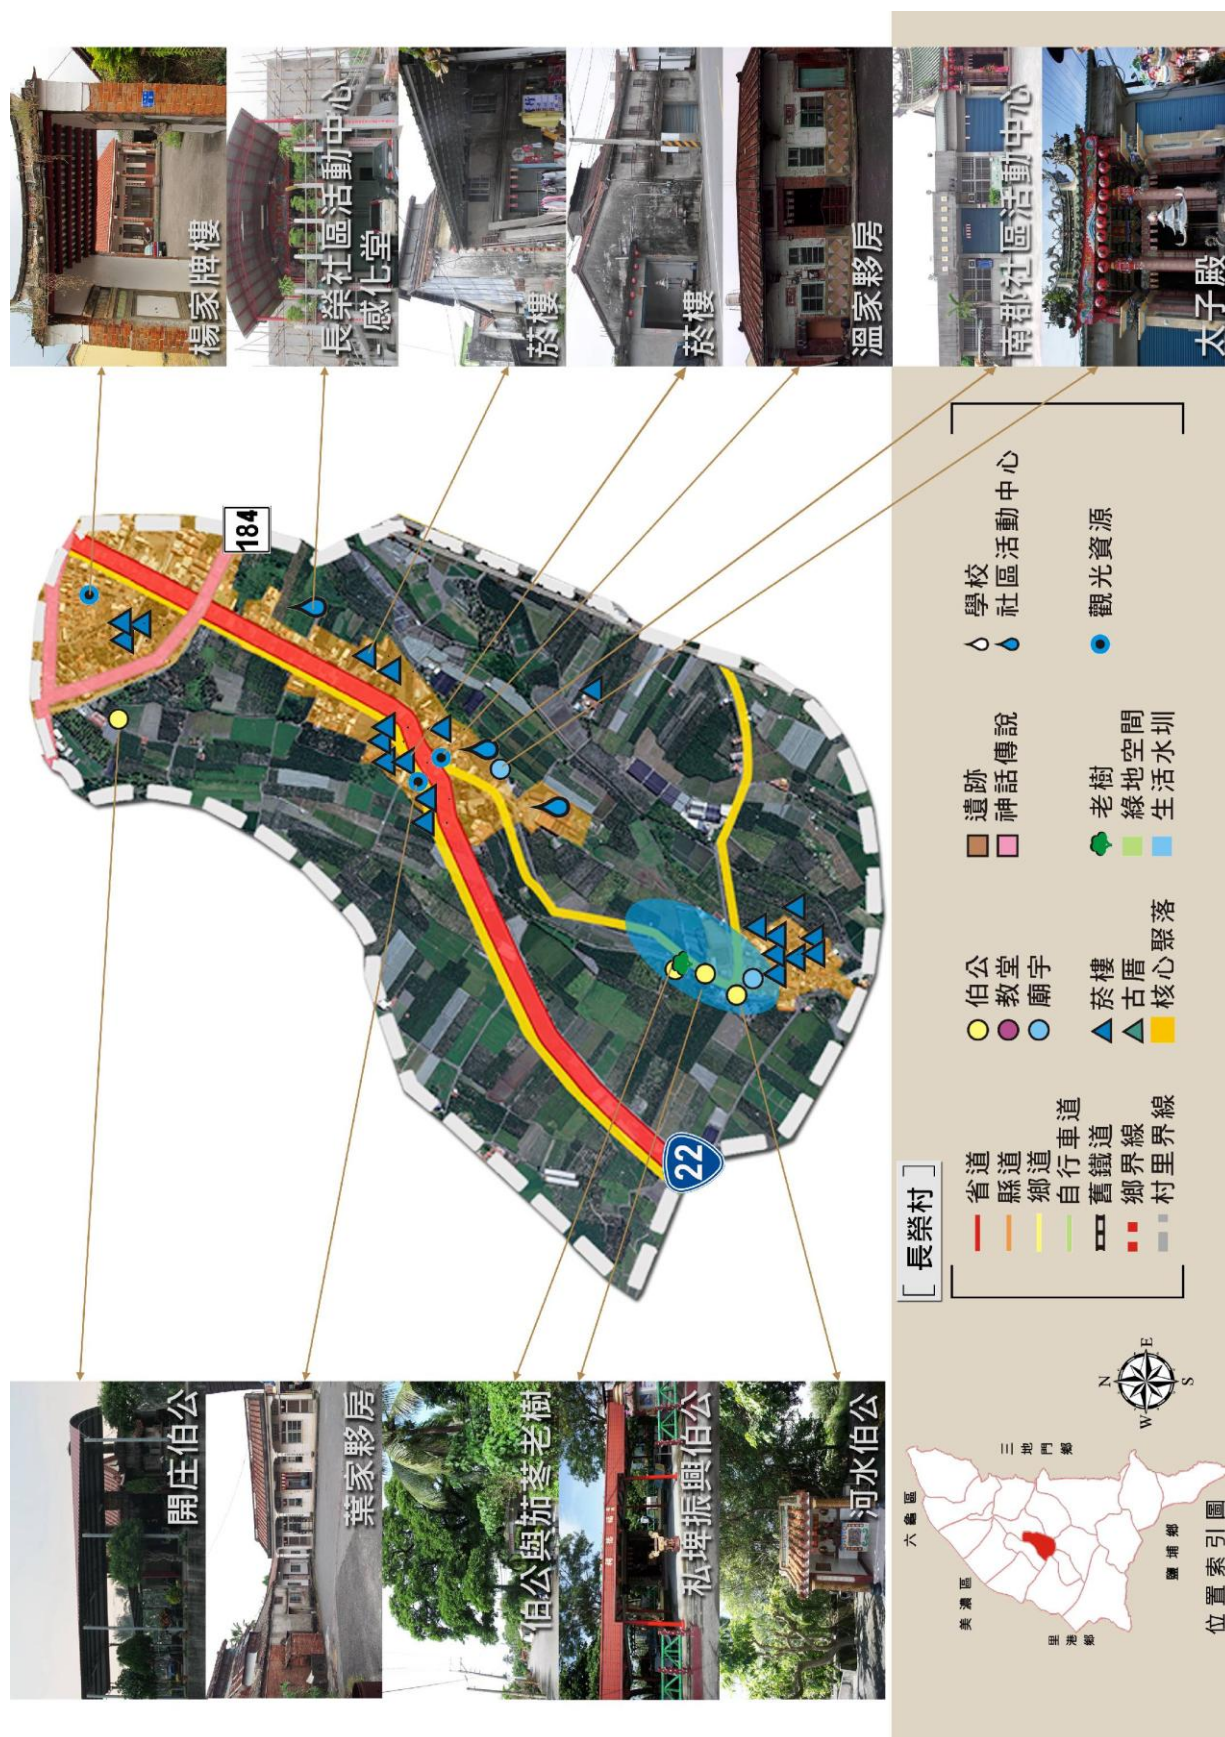 楊家牌樓
長榮社區活動中心
_感化堂
菸樓
菸樓
溫家夥房
南郡社區活動中心
太子殿
184
22
開庄伯公
葉家夥房
伯公與茄苳老樹
私埤振興伯公
河水伯公
[長榮村]
省道
縣道
鄉道
自行車道
舊鐵道
鄉界線
村里界線
伯公
教堂
廟宇
菸樓
古厝
核心聚落
遺跡
神話傳說
老樹
綠地空間
生活水圳
學校
社區活動中心
觀光資源
六龜區
美濃區
三地門鄉
里港鄉
鹽埔鄉
位置索引圖
N
W
E
S